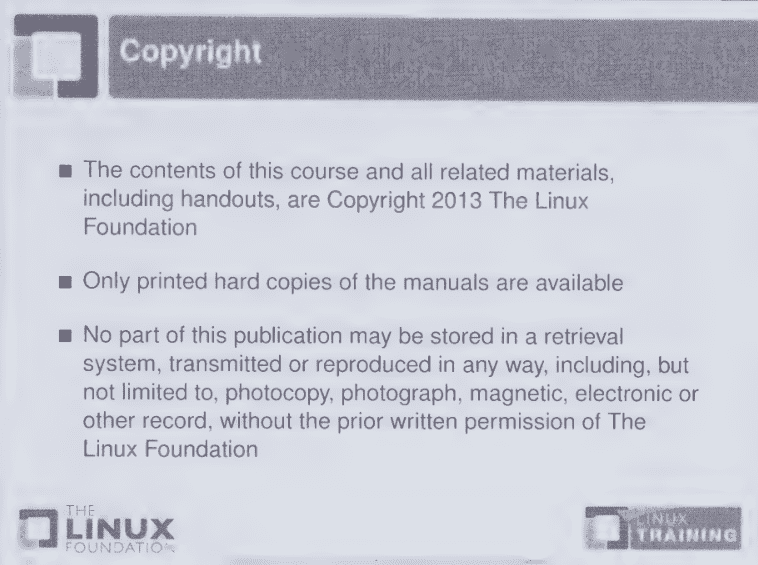 Copyright
■ The contents of this course and all related materials,
including handouts, are Copyright 2013 The Linux
Foundation
■ Only printed hard copies of the manuals are available
■ No part of this publication may be stored in a retrieval
system, transmitted or reproduced in any way, including, but
not limited to, photocopy, photograph, magnetic, electronic or
other record, without the prior written permission of The
Linux Foundation
THE
LINUX
FOUNDATION
LINUX
TRAINING